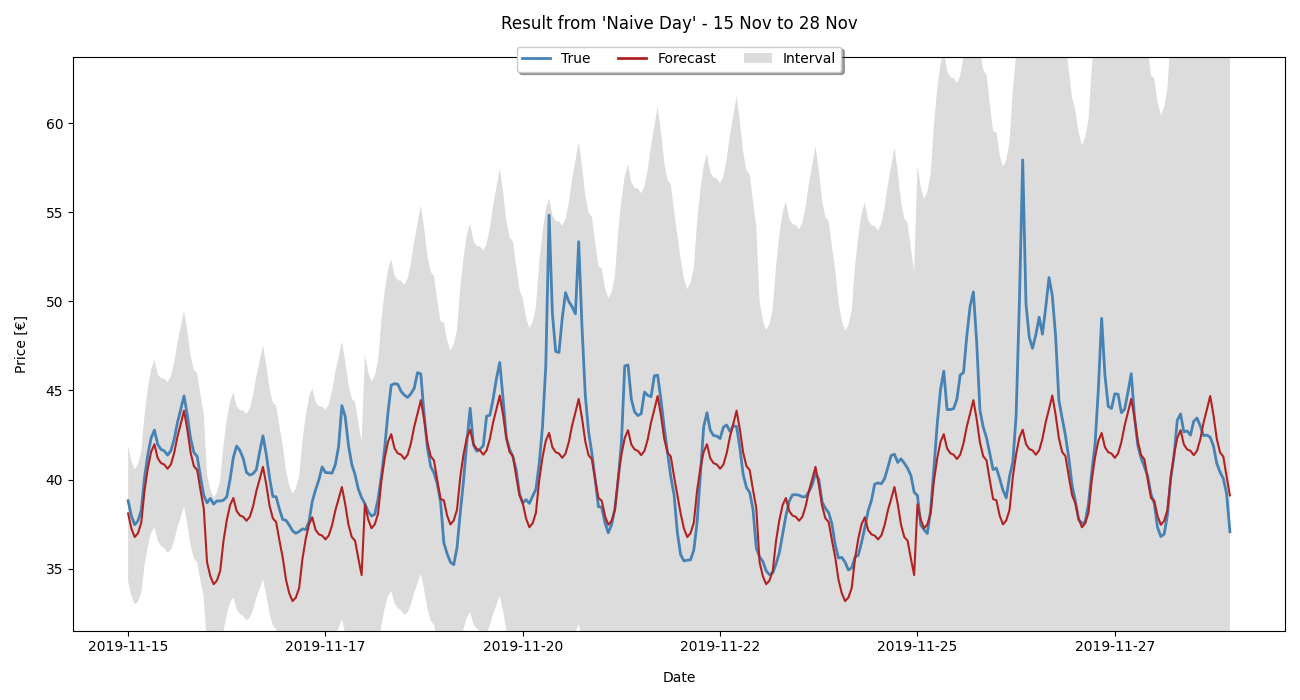 Result from 'Naive Day' - 15 Nov to 28 Nov
True Forecast Interval
60
55
50
45
40
35
Price [€]
2019-11-15 2019-11-17 2019-11-20 2019-11-22 2019-11-25 2019-11-27
Date